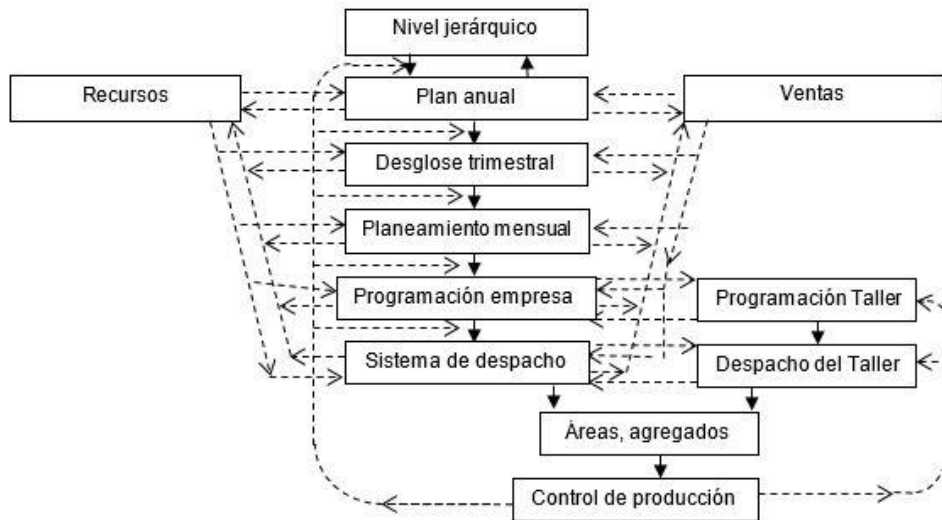 Nivel jerárquico
Recursos
Plan anual
Ventas
Desglose trimestral
Planeamiento mensual
Programación empresa
Programación Taller
Sistema de despacho
Despacho del Taller
Àreas, agregados
Control de producción